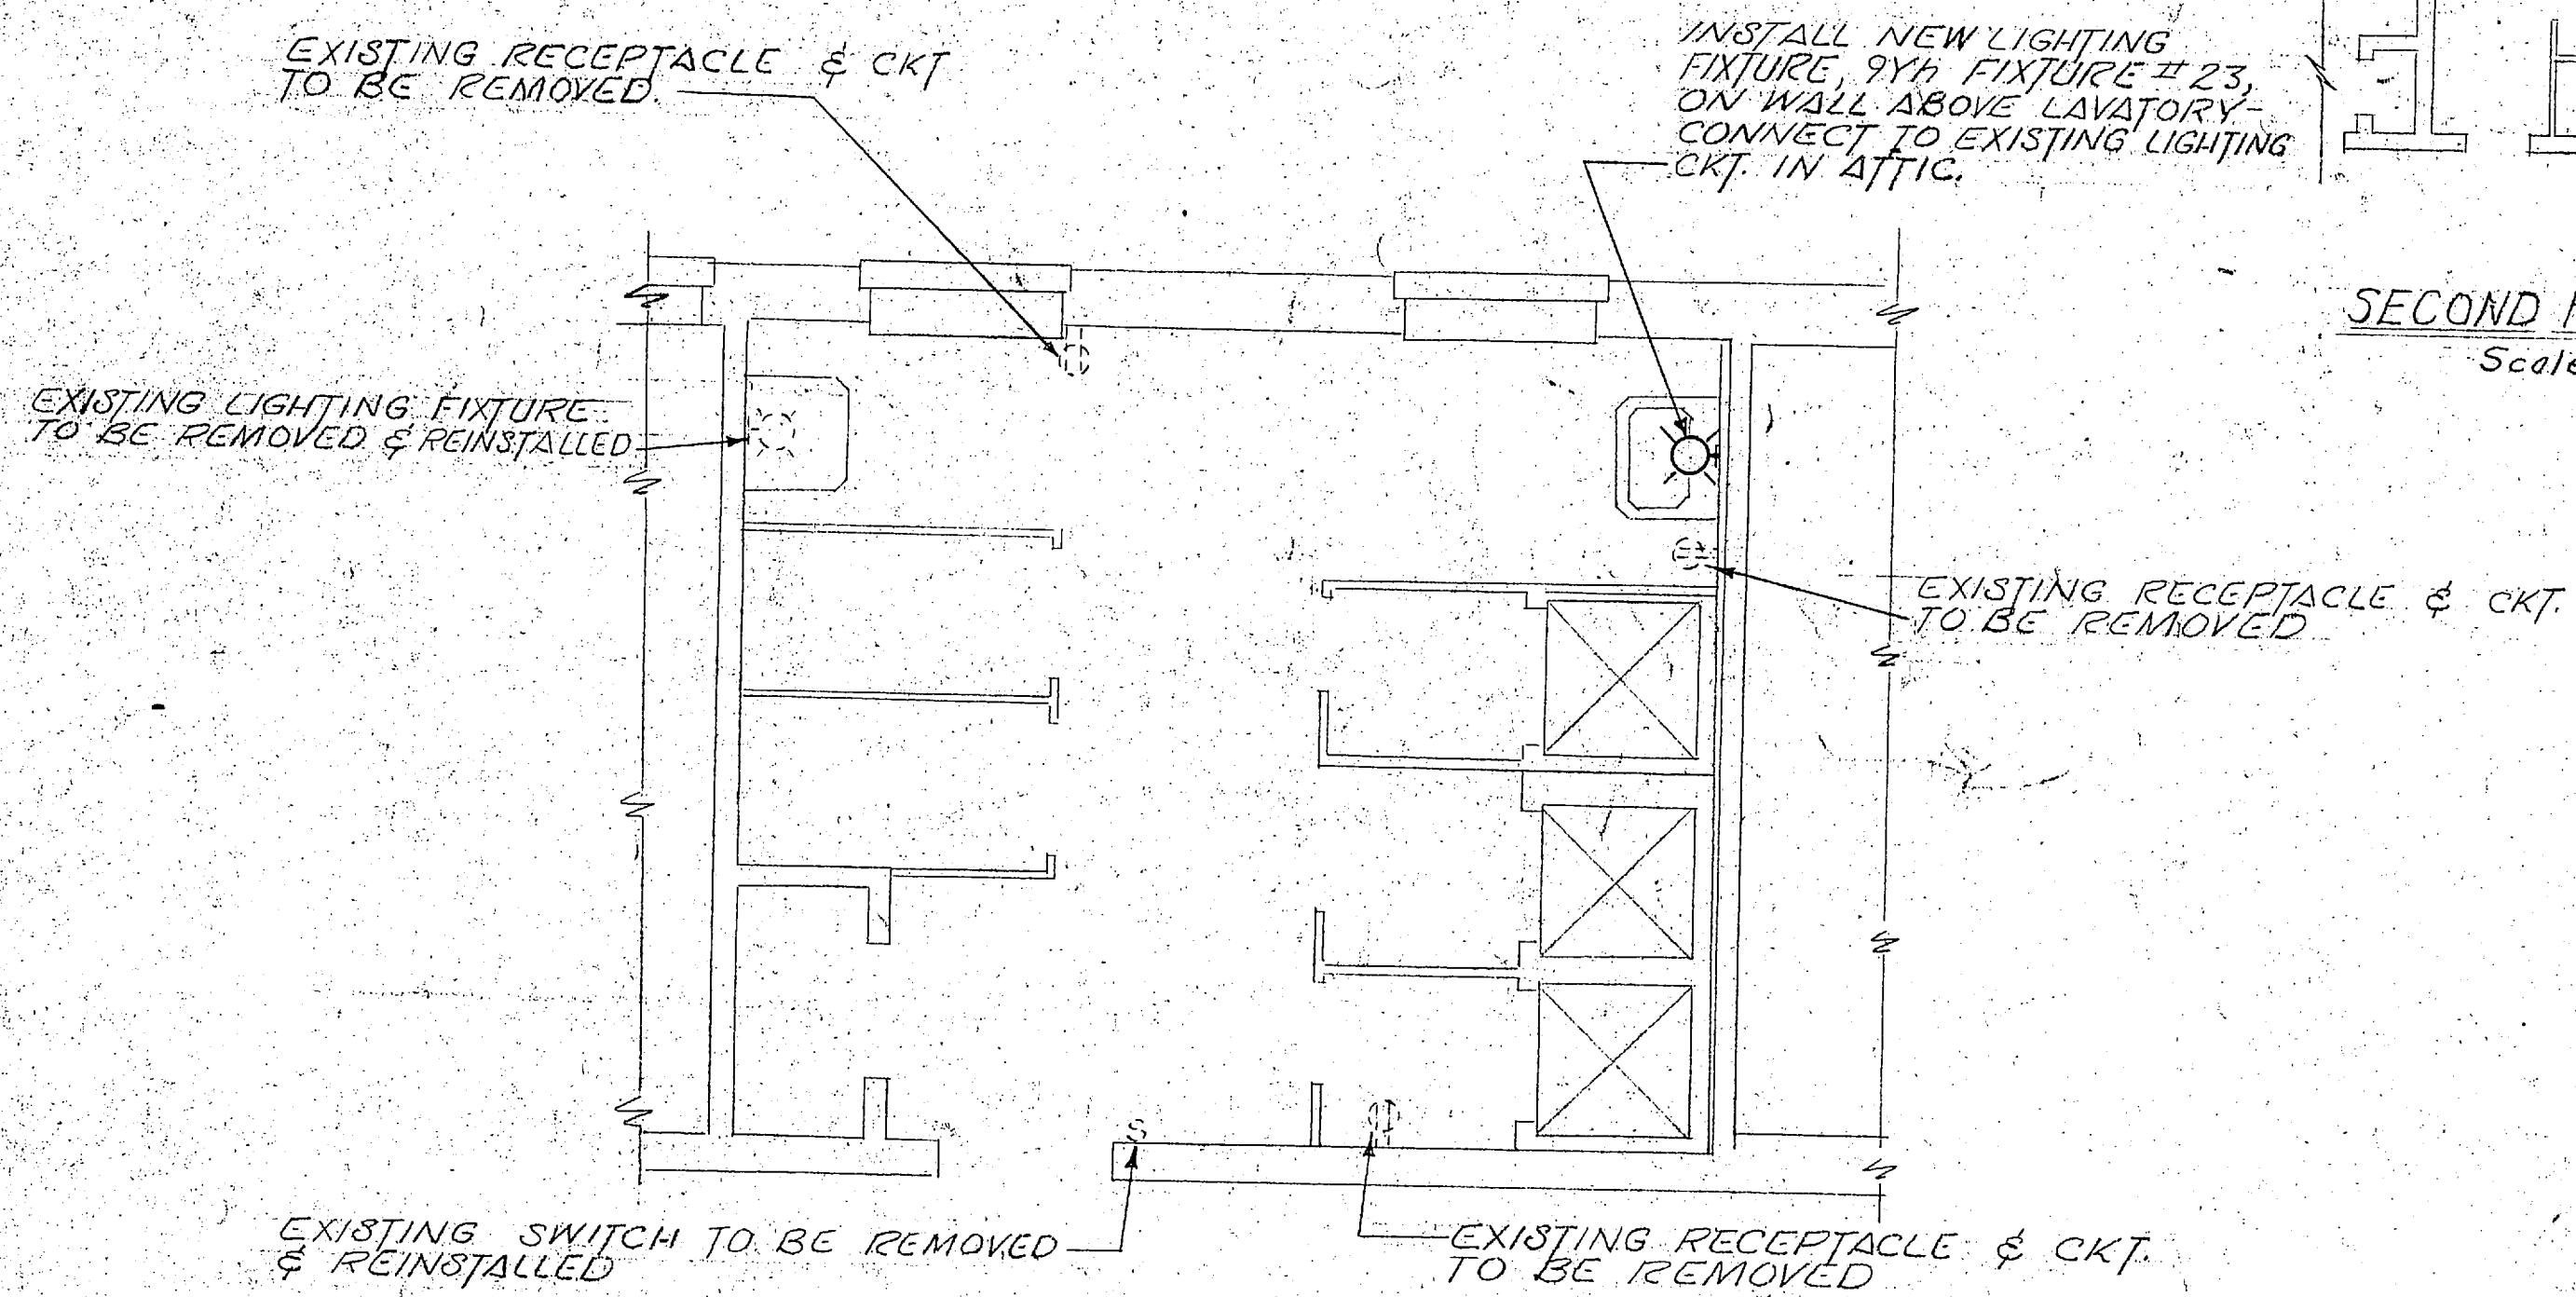 EXISTING RECEPTACLE & CKT
TO BE REMOVED.
INSTALL NEW LIGHTING
FIXTURE, 9Yh FIXTURE # 23,
ON WALL ABOVE LAVATORY-
CONNECT TO EXISTING LIGHTING
CKT. IN ATTIC.
SECOND
Scale
EXISTING LIGHTING FIXTURE
TO BE REMOVED & REINSTALLED
EXISTING RECEPTACLE & CKT.
TO BE REMOVED
S
EXISTING SWITCH TO BE REMOVED
& REINSTALLED
EXISTING RECEPTACLE & CKT.
TO BE REMOVED